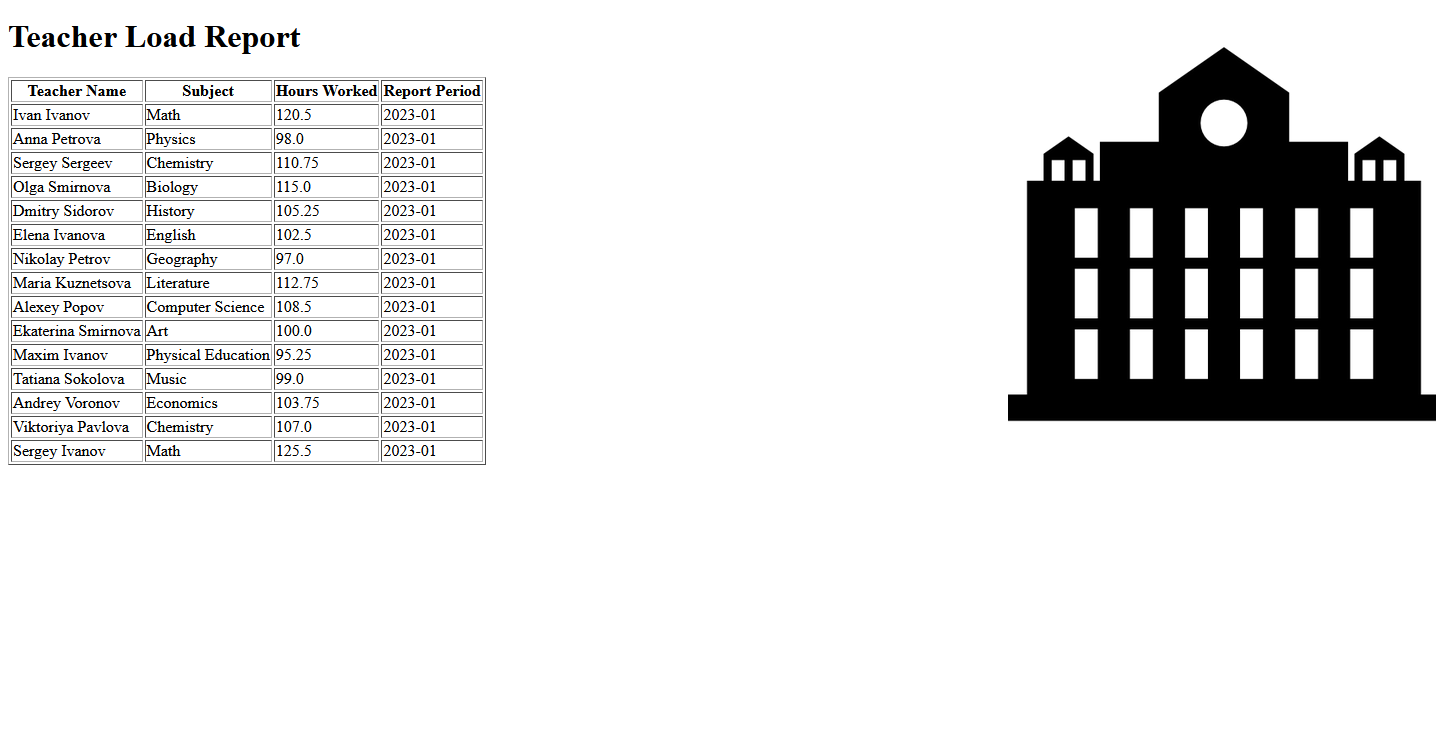 Teacher Load Report
Teacher Name Subject Hours Worked Report Period
Ivan Ivanov Math 120.5 2023-01
Anna Petrova Physics 98.0 2023-01
Sergey Sergeev Chemistry 110.75 2023-01
Olga Smirnova Biology 115.0 2023-01
Dmitry Sidorov History 105.25 2023-01
Elena Ivanova English 102.5 2023-01
Nikolay Petrov Geography 97.0 2023-01
Maria Kuznetsova Literature 112.75 2023-01
Alexey Popov Computer Science 108.5 2023-01
Ekaterina Smirnova Art 100.0 2023-01
Maxim Ivanov Physical Education 95.25 2023-01
Tatiana Sokolova Music 99.0 2023-01
Andrey Voronov Economics 103.75 2023-01
Viktoriya Pavlova Chemistry 107.0 2023-01
Sergey Ivanov Math 125.5 2023-01